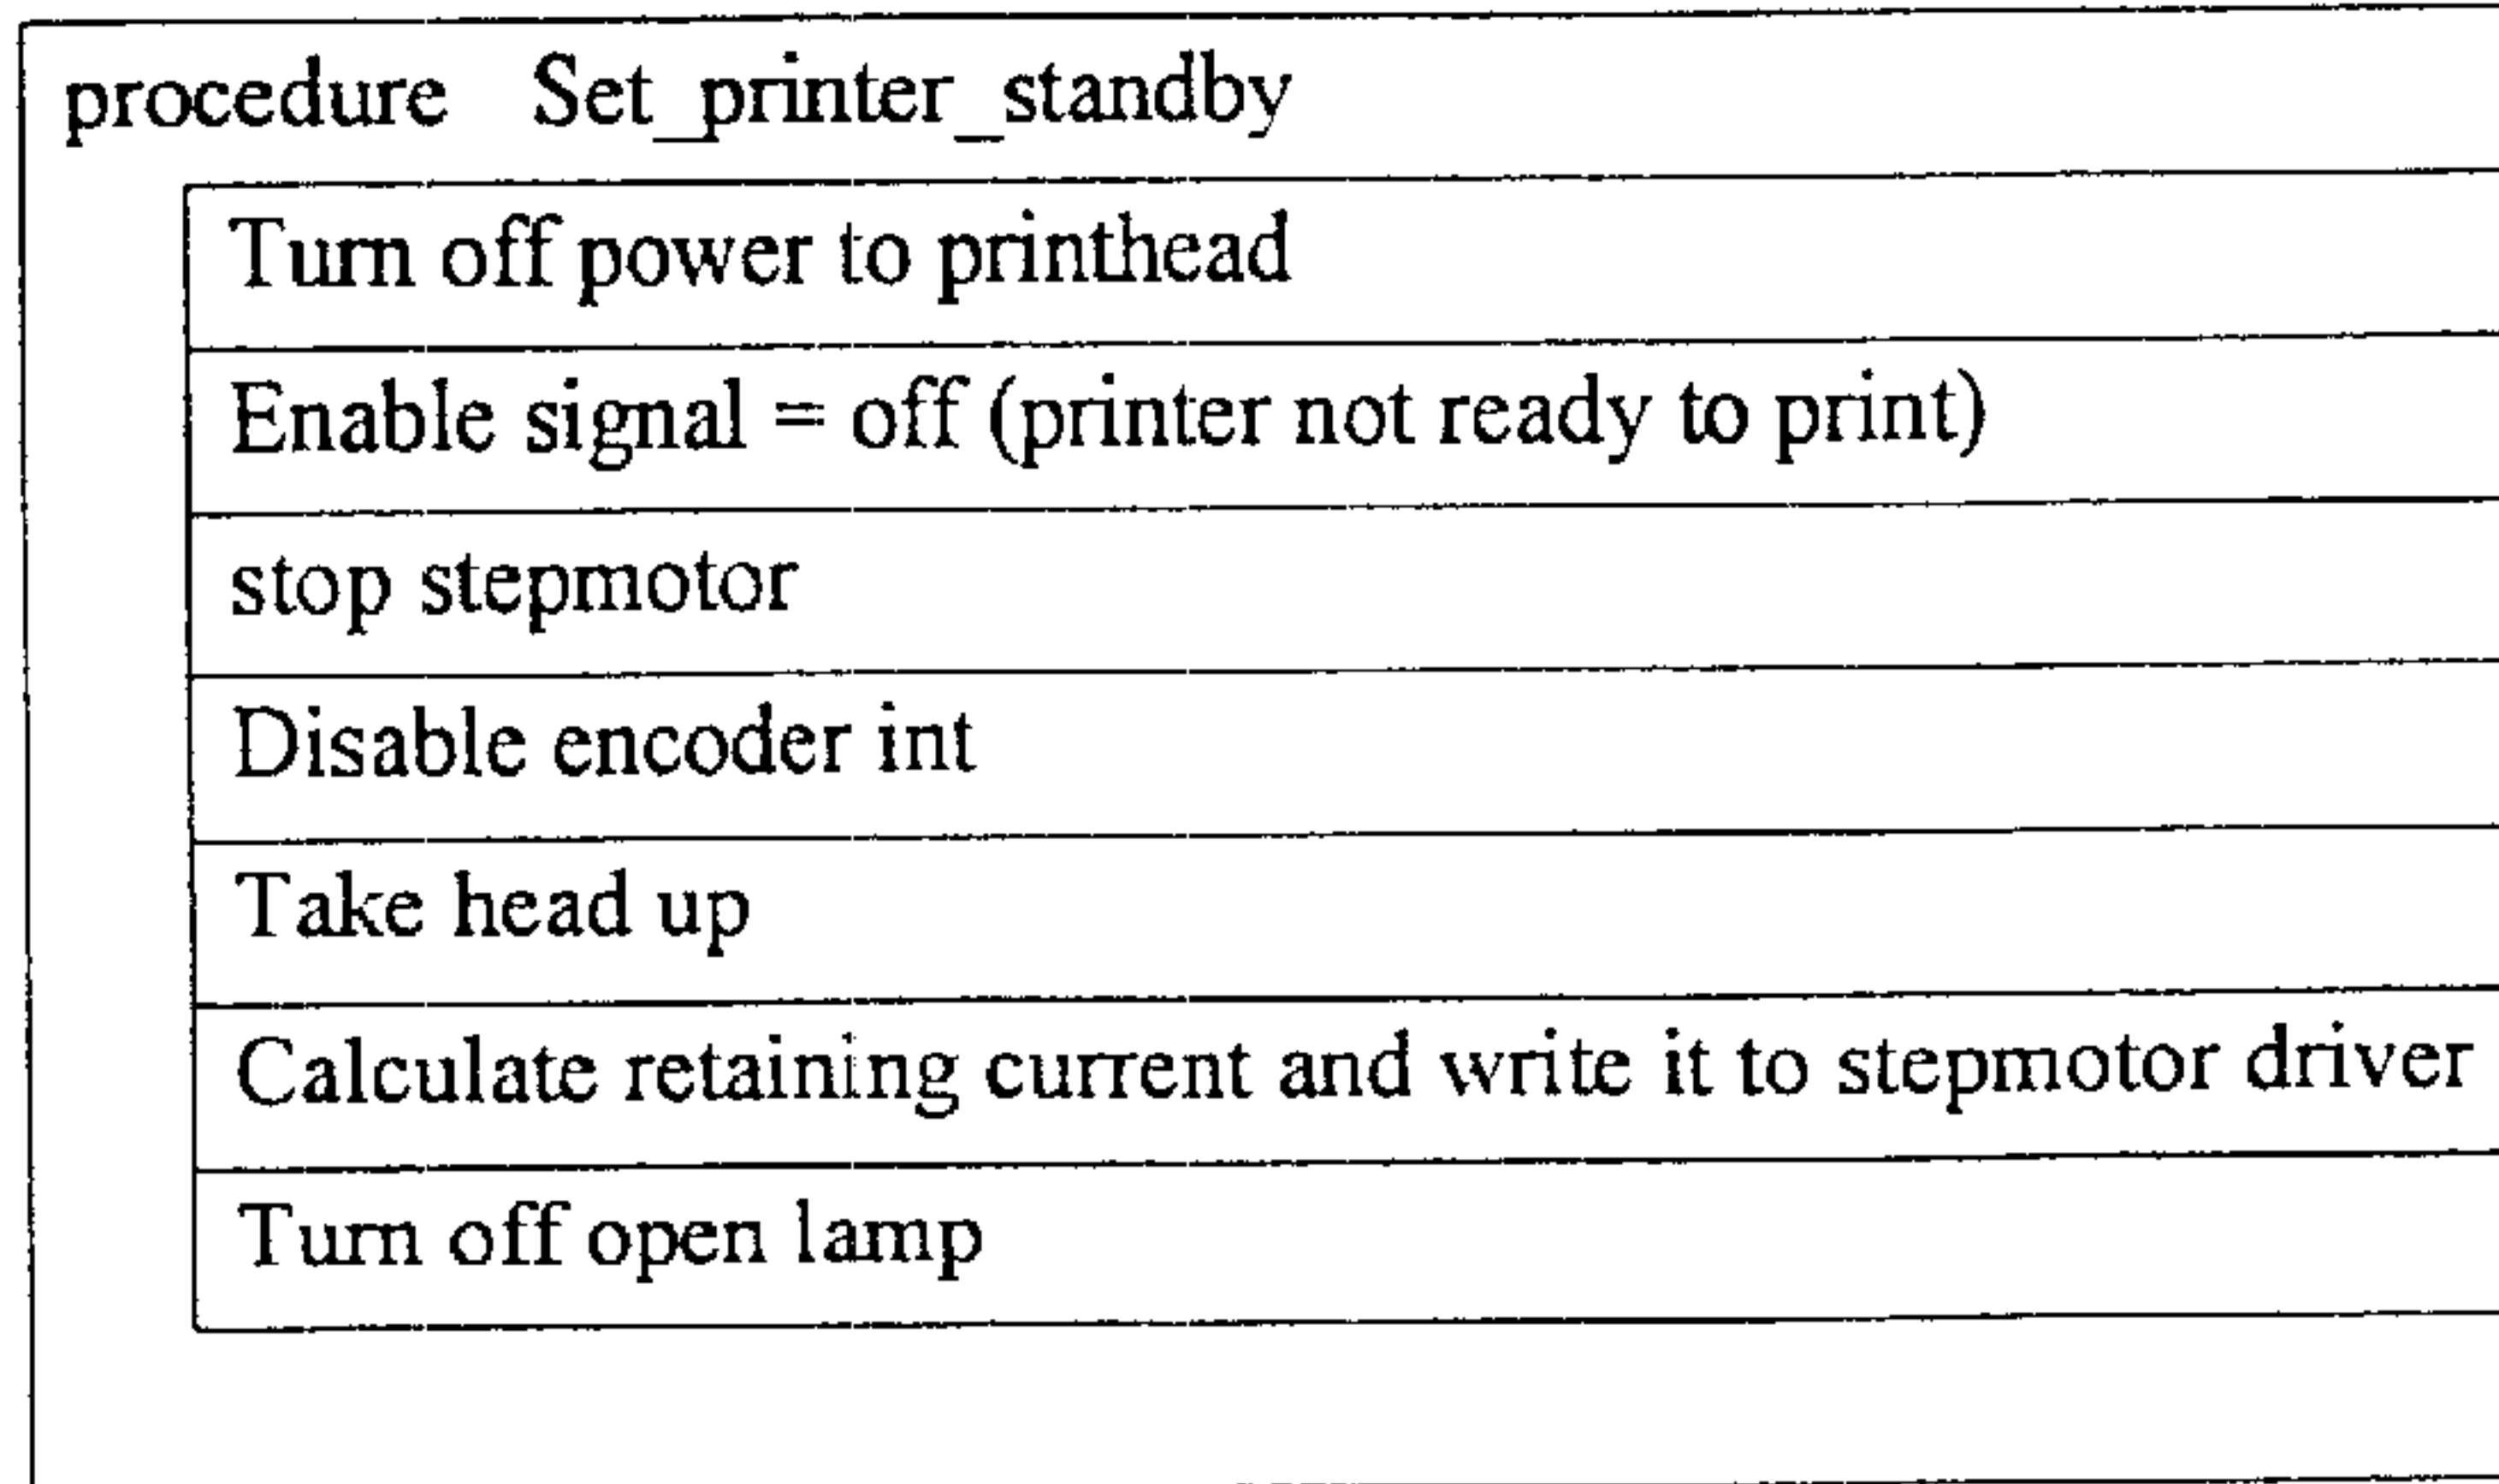 procedure Set_printer_standby
Turn off power to printhead
Enable signal = off (printer not ready to print)
stop stepmotor
Disable encoder int
Take head up
Calculate retaining current and write it to stepmotor driver
Turn off open lamp